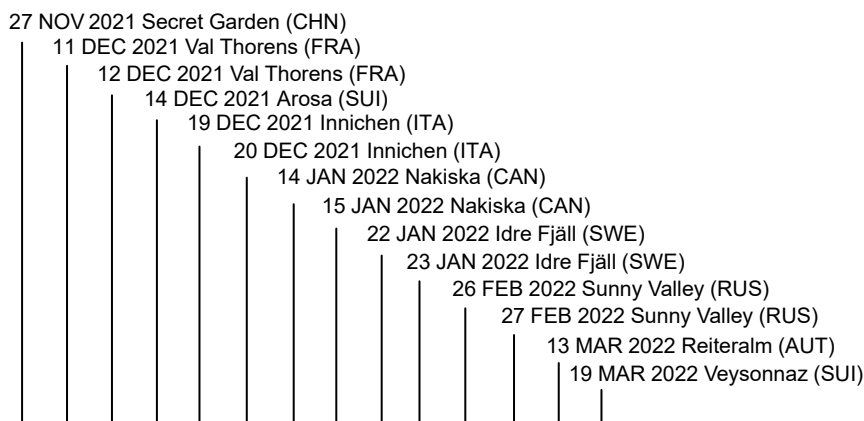 27 NOV 2021 Secret Garden (CHN)
11 DEC 2021 Val Thorens (FRA)
12 DEC 2021 Val Thorens (FRA)
14 DEC 2021 Arosa (SUI)
19 DEC 2021 Innichen (ITA)
20 DEC 2021 Innichen (ITA)
14 JAN 2022 Nakiska (CAN)
15 JAN 2022 Nakiska (CAN)
22 JAN 2022 Idre Fjäll (SWE)
23 JAN 2022 Idre Fjäll (SWE)
26 FEB 2022 Sunny Valley (RUS)
27 FEB 2022 Sunny Valley (RUS)
13 MAR 2022 Reiteralm (AUT)
19 MAR 2022 Veysonnaz (SUI)